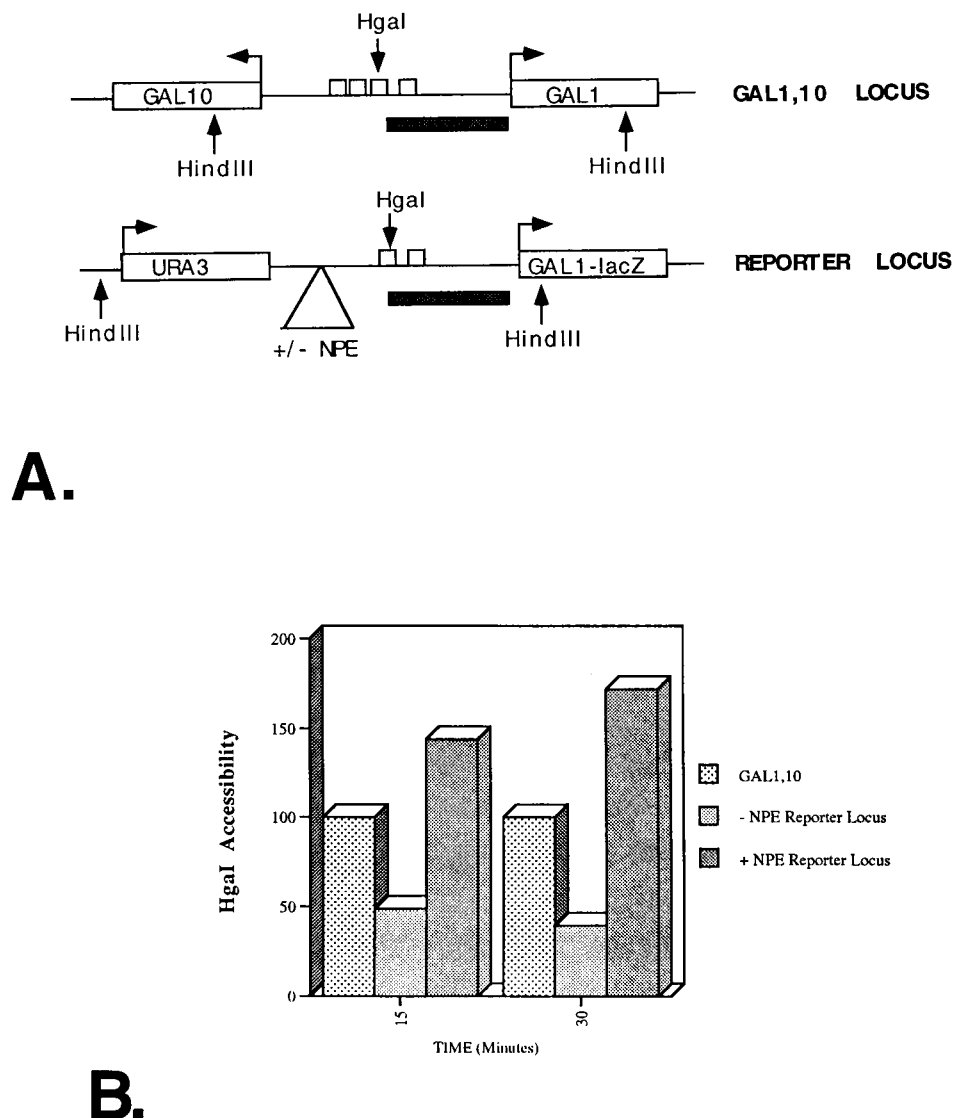 HgaI
GAL10
GAL1
GAL1,10 LOCUS
HindIII
HindIII
HgaI
URA3
GAL1-lacZ
REPORTER LOCUS
HindIII
HindIII
+/- NPE
A.
200
150
100
50
0
HgaI Accessibility
15
30
TIME (Minutes)
GAL1,10
- NPE Reporter Locus
+ NPE Reporter Locus
B.